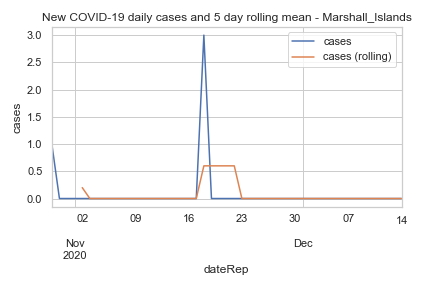 New COVID-19 daily cases and 5 day rolling mean - Marshall_Islands
cases
cases (rolling)
cases
3.0
2.5
2.0
1.5
1.0
0.5
0.0
02 09 16 23 30 07 14
Nov Dec
2020
dateRep